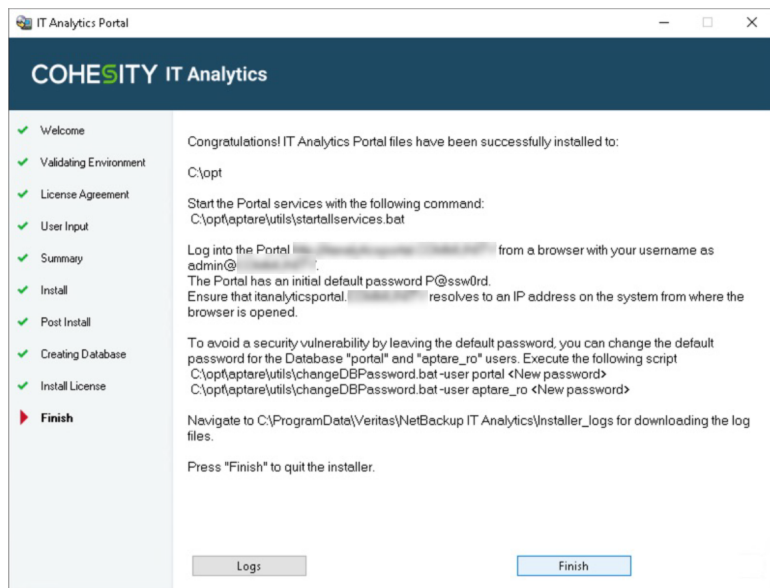 IT Analytics Portal
COHESITY IT Analytics
Welcome
Validating Environment
License Agreement
User Input
Summary
Install
Post Install
Creating Database
Install License
Finish
Congratulations! IT Analytics Portal files have been successfully installed to:
C:\opt
Start the Portal services with the following command:
C:\opt\aptare\utils\startallservices.bat
Log into the Portal from a browser with your username as
admin@
The Portal has an initial default password P@ssw0rd.
Ensure that itanalyticsportal. resolves to an IP address on the system from where the
browser is opened.
To avoid a security vulnerability by leaving the default password, you can change the default
password for the Database "portal" and "aptare_ro" users. Execute the following script
C:\opt\aptare\utils\changeDBPassword.bat -user portal <New password>
C:\opt\aptare\utils\changeDBPassword.bat -user aptare_ro <New password>
Navigate to C:\ProgramData\Veritas\NetBackup IT Analytics\Installer_logs for downloading the log
files.
Press "Finish" to quit the installer.
Logs
Finish